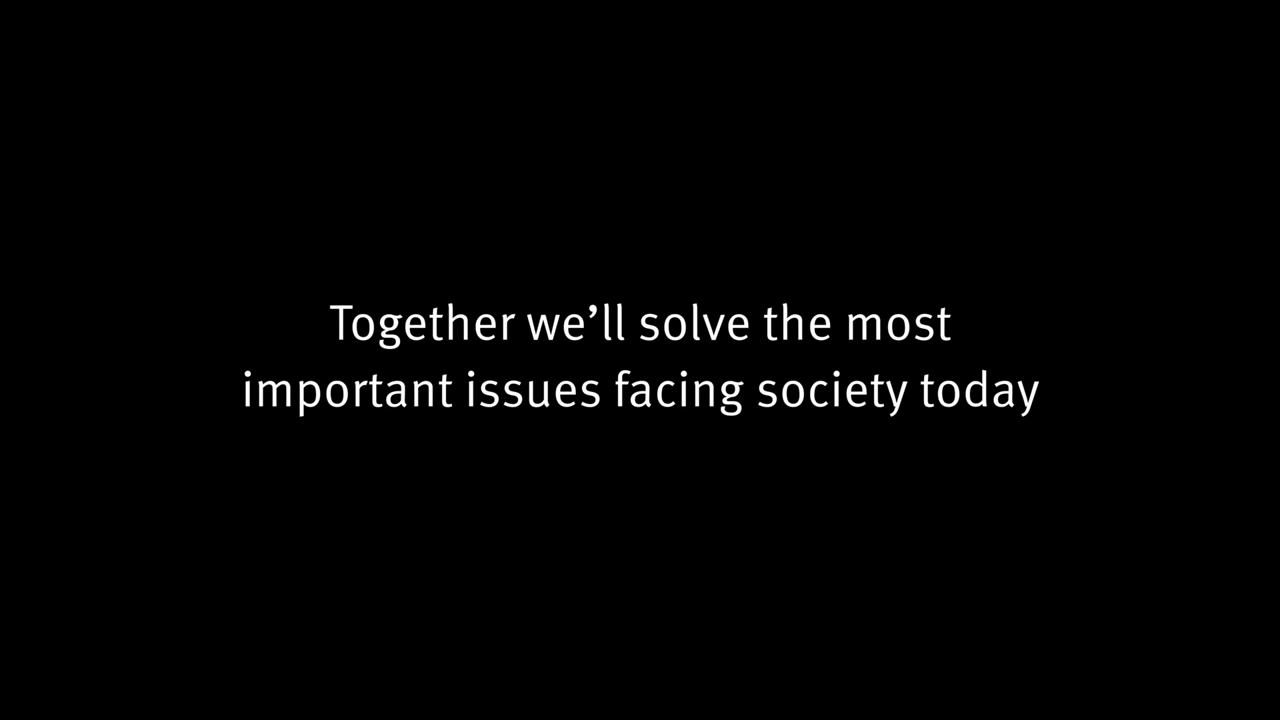 Together we’ll solve the most
important issues facing society today